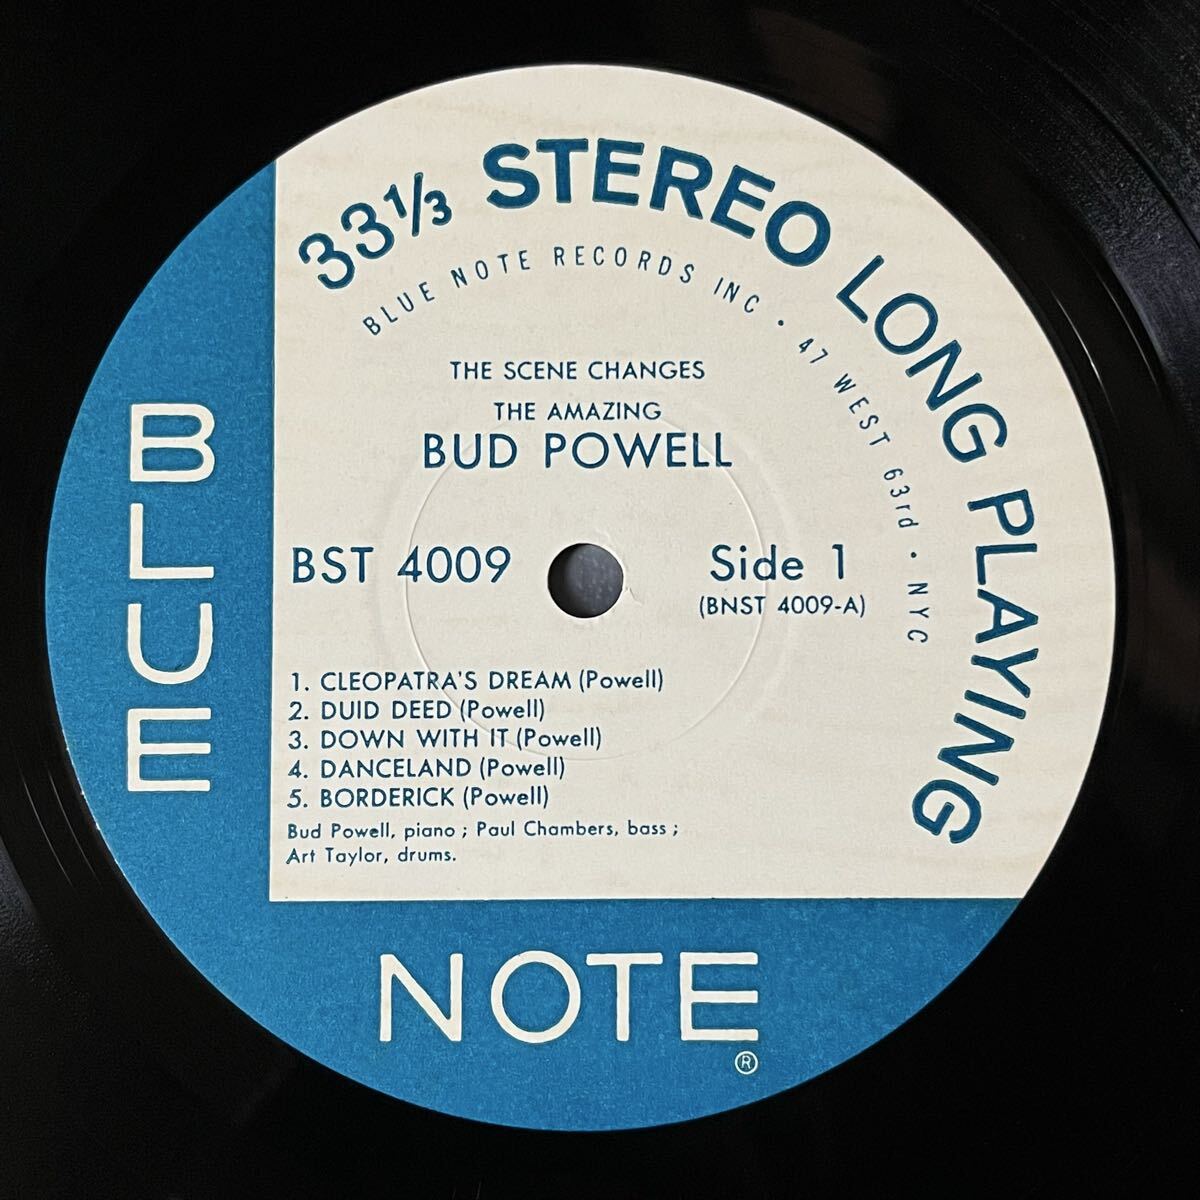 33⅓ STEREO LONG PLAYING
BLUE NOTE RECORDS INC • 47 WEST 63rd • NYC
THE SCENE CHANGES
THE AMAZING
BUD POWELL
BST 4009
Side 1
(BNST 4009-A)
1. CLEOPATRA'S DREAM (Powell)
2. DUID DEED (Powell)
3. DOWN WITH IT (Powell)
4. DANCELAND (Powell)
5. BORDERICK (Powell)
Bud Powell, piano ; Paul Chambers, bass ;
Art Taylor, drums.
BLUE
NOTE ®